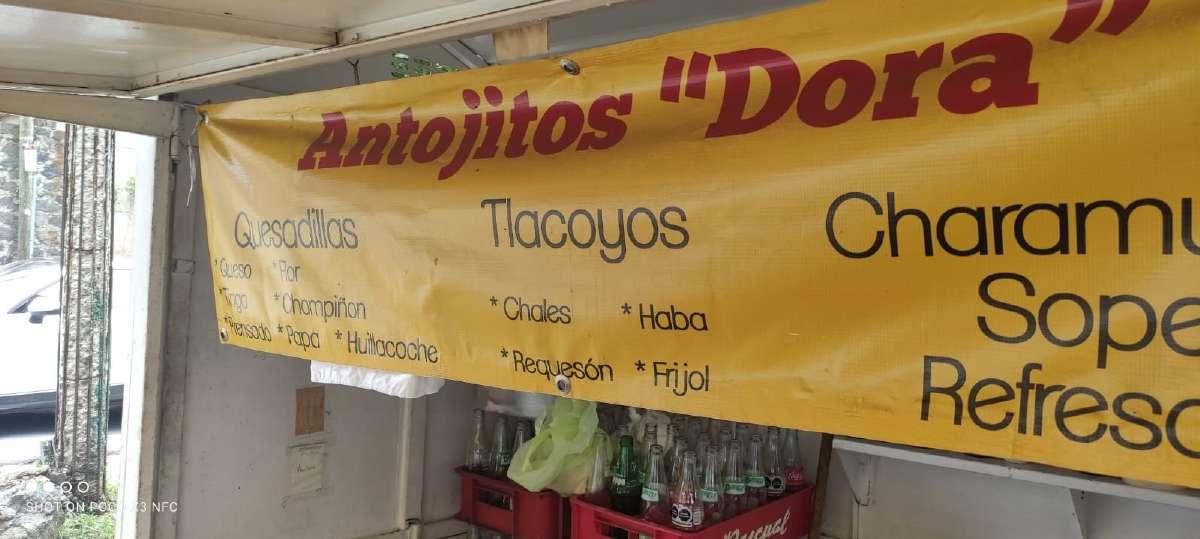 Antojitos "Dora"
Quesadillas
* Queso * Flor
* Tinga * Champiñon
* Prensado * Papa * Huitlacoche
Tlacoyos
* Chales * Haba
* Requesón * Frijol
Charamu
Sope
Refresc
Pascual
SHOT ON POCO X3 NFC